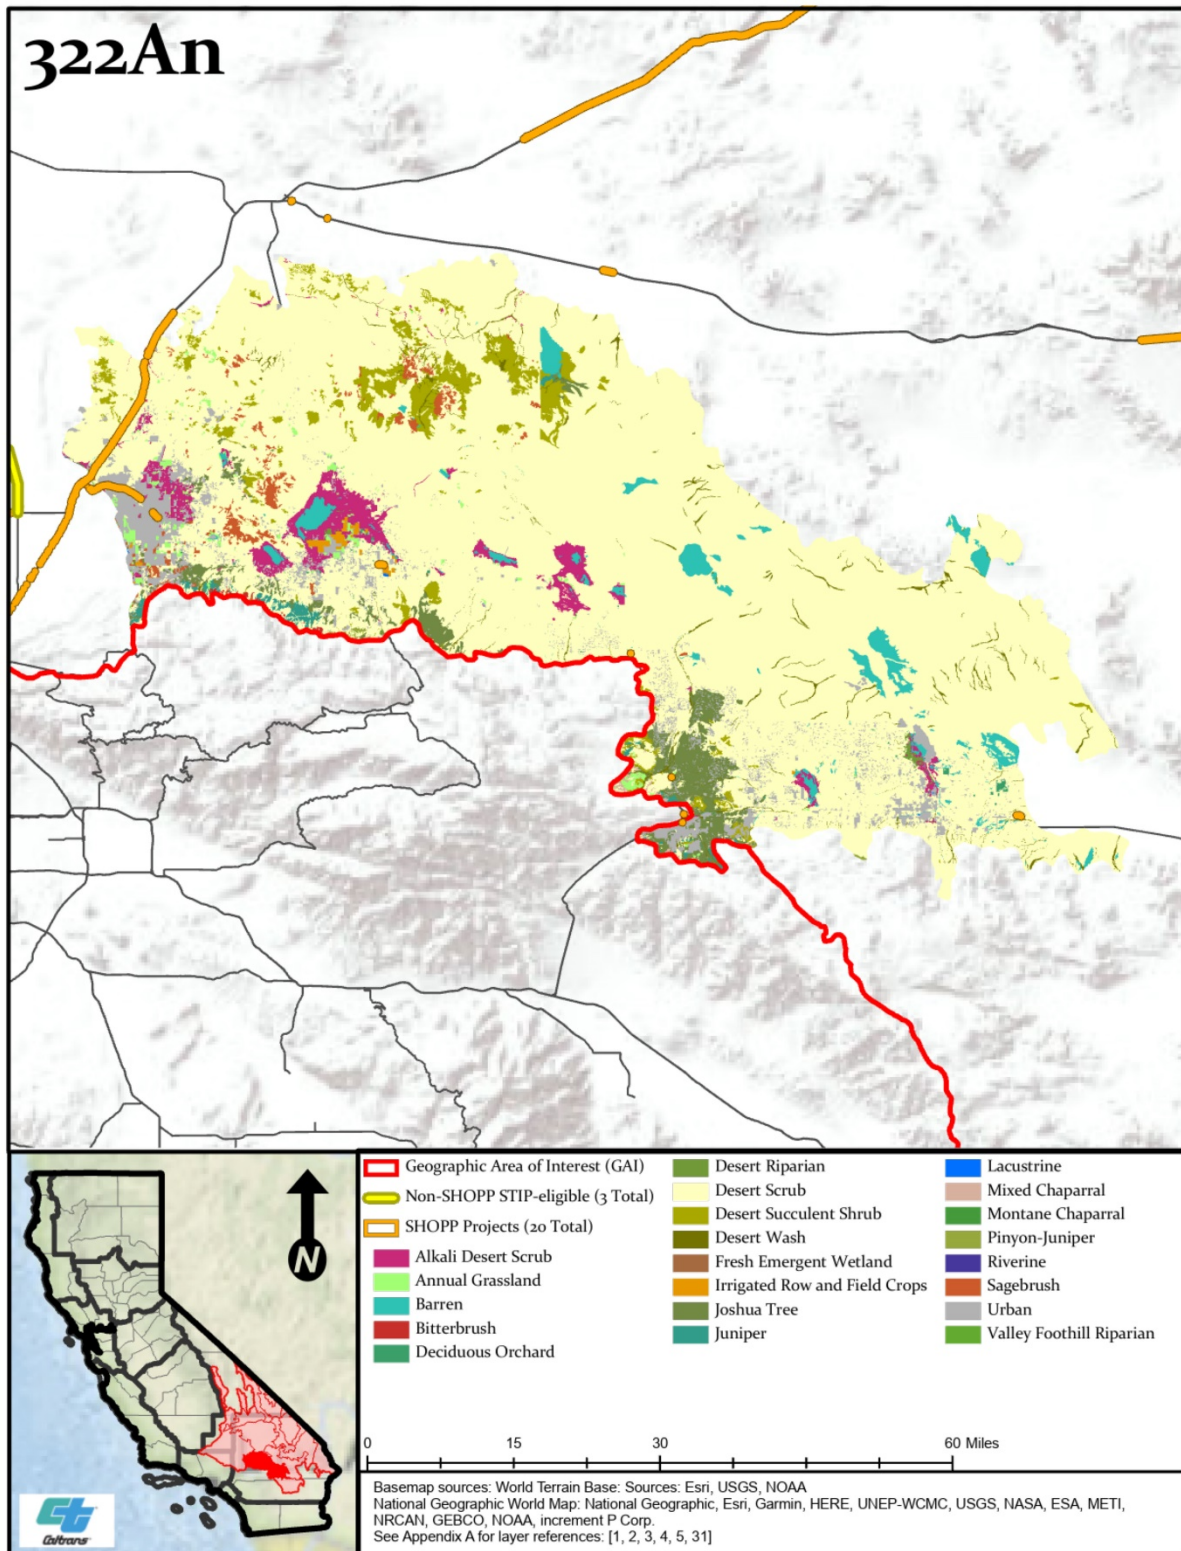 322An
Geographic Area of Interest (GAI)
Non-SHOPP STIP-eligible (3 Total)
SHOPP Projects (20 Total)
Alkali Desert Scrub
Annual Grassland
Barren
Bitterbrush
Deciduous Orchard
Desert Riparian
Desert Scrub
Desert Succulent Shrub
Desert Wash
Fresh Emergent Wetland
Irrigated Row and Field Crops
Joshua Tree
Juniper
Lacustrine
Mixed Chaparral
Montane Chaparral
Pinyon-Juniper
Riverine
Sagebrush
Urban
Valley Foothill Riparian
N
0 15 30 60 Miles
Basemap sources: World Terrain Base: Sources: Esri, USGS, NOAA
National Geographic World Map: National Geographic, Esri, Garmin, HERE, UNEP-WCMC, USGS, NASA, ESA, METI,
NRCAN, GEBCO, NOAA, increment P Corp.
See Appendix A for layer references: [1, 2, 3, 4, 5, 31]
ct
Caltrans